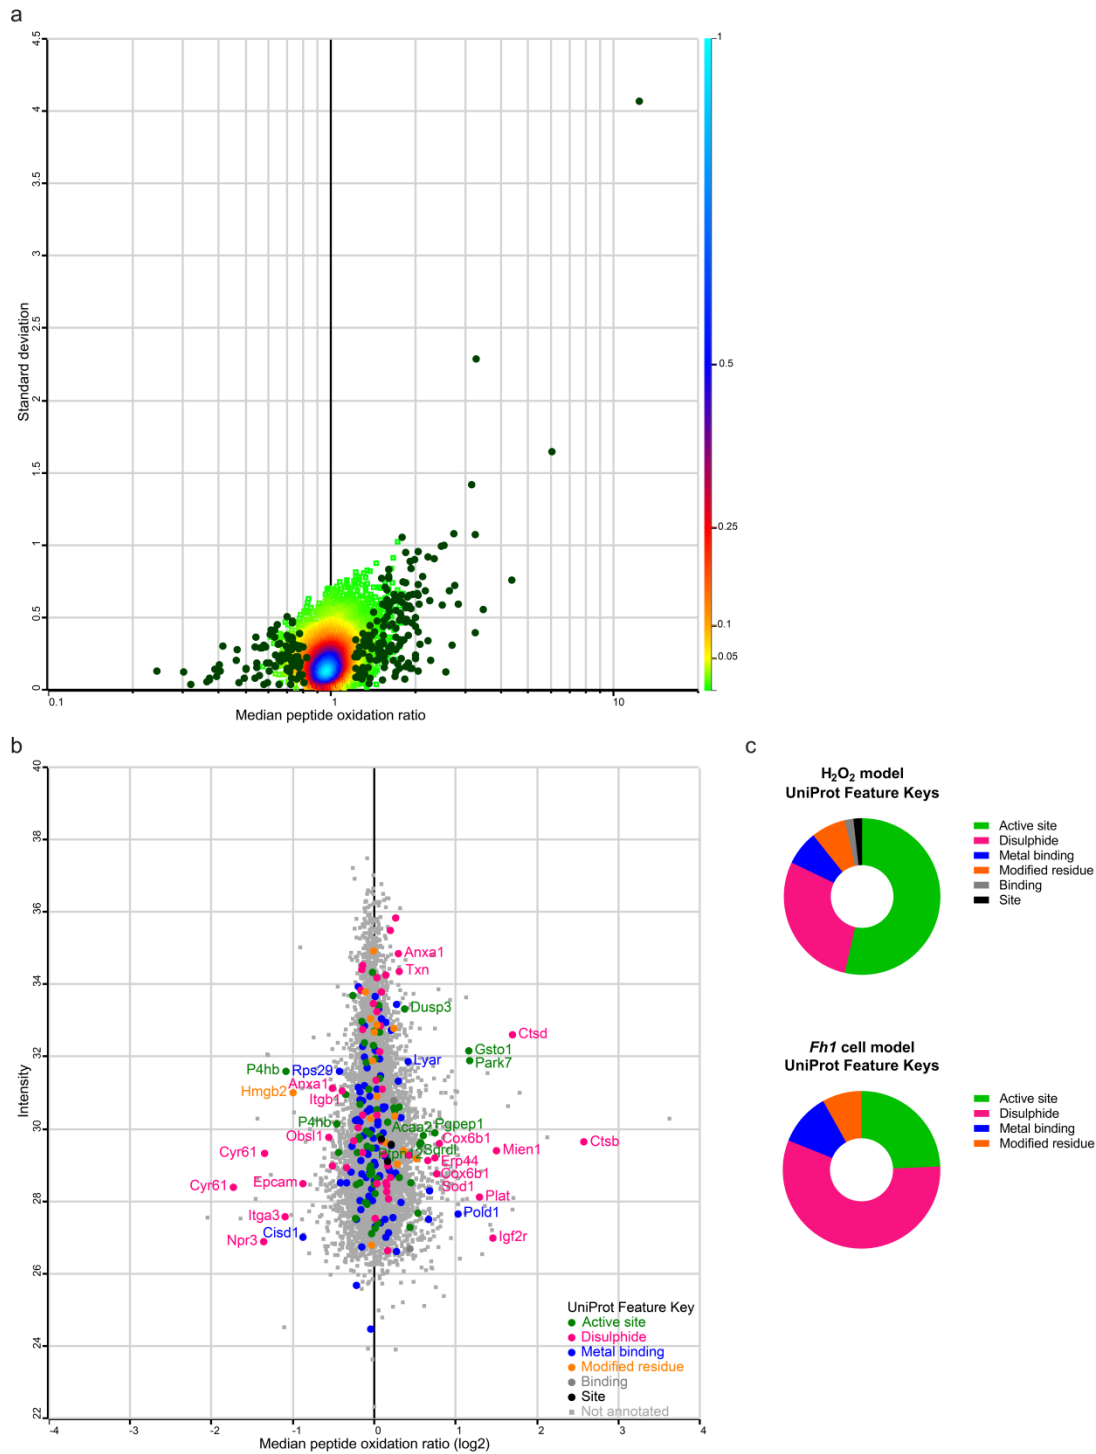 a
4.5
4
3.5
3
2.5
2
1.5
1
0.5
0
Standard deviation
0.1
1
10
Median peptide oxidation ratio
1
0.5
0.25
0.1
0.05
b
40
38
36
34
32
30
28
26
24
22
Intensity
Anxa1
Txn
Dusp3
Ctsd
Gsto1
Park7
P4hb
Rps29
Lyar
Hmgb2
Anxa1
Itgb1
P4hb
Acaa2
Pgpep1
Obsl1
Cox6b1
Ctsb
Cyr61
Mien1
Erp44
Cox6b1
Epcam
Sod1
Cyr61
Plat
Itga3
Pold1
Cisd1
Npr3
Igf2r
UniProt Feature Key
Active site
Disulphide
Metal binding
Modified residue
Binding
Site
Not annotated
-4
-3
-2
-1
0
1
2
3
4
Median peptide oxidation ratio (log2)
c
H₂O₂ model
UniProt Feature Keys
Active site
Disulphide
Metal binding
Modified residue
Binding
Site
Fh1 cell model
UniProt Feature Keys
Active site
Disulphide
Metal binding
Modified residue